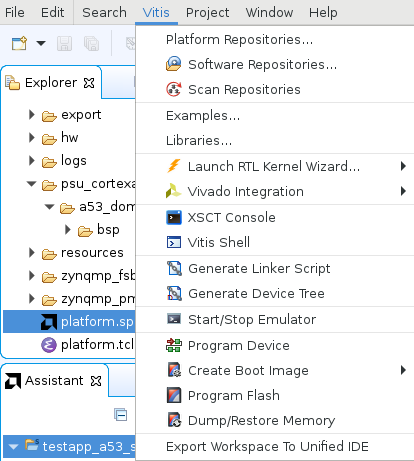 File Edit Search Vitis Project Window Help
Platform Repositories...
Software Repositories...
Scan Repositories
Examples...
Libraries...
Launch RTL Kernel Wizard...
Vivado Integration
XSCT Console
Vitis Shell
Generate Linker Script
Generate Device Tree
Start/Stop Emulator
Program Device
Create Boot Image
Program Flash
Dump/Restore Memory
Export Workspace To Unified IDE
Explorer
export
hw
logs
psu_cortexa
a53_dom
bsp
resources
zynqmp_fsb
zynqmp_pm
platform.sp
platform.tcl
Assistant
testapp_a53_s